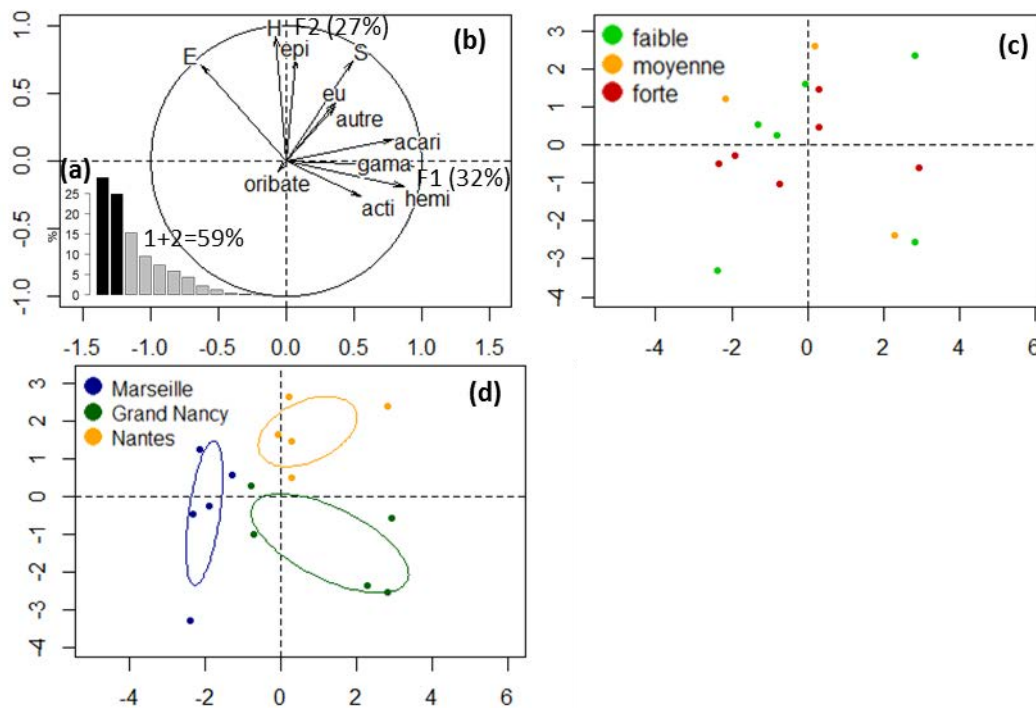 (b)
1.0
0.5
0.0
-0.5
-1.0
H
F2 (27%)
epi
E
S
eu
autre
acari
gama
F1 (32%)
hemi
acti
oribate
(a)
25
20
15
10
5
0
%
1+2=59%
-1.5
-1.0
-0.5
0.0
0.5
1.0
1.5
(c)
faible
moyenne
forte
3
2
1
0
-1
-2
-3
-4
-4
-2
0
2
4
6
(d)
Marseille
Grand Nancy
Nantes
3
2
1
0
-1
-2
-3
-4
-4
-2
0
2
4
6